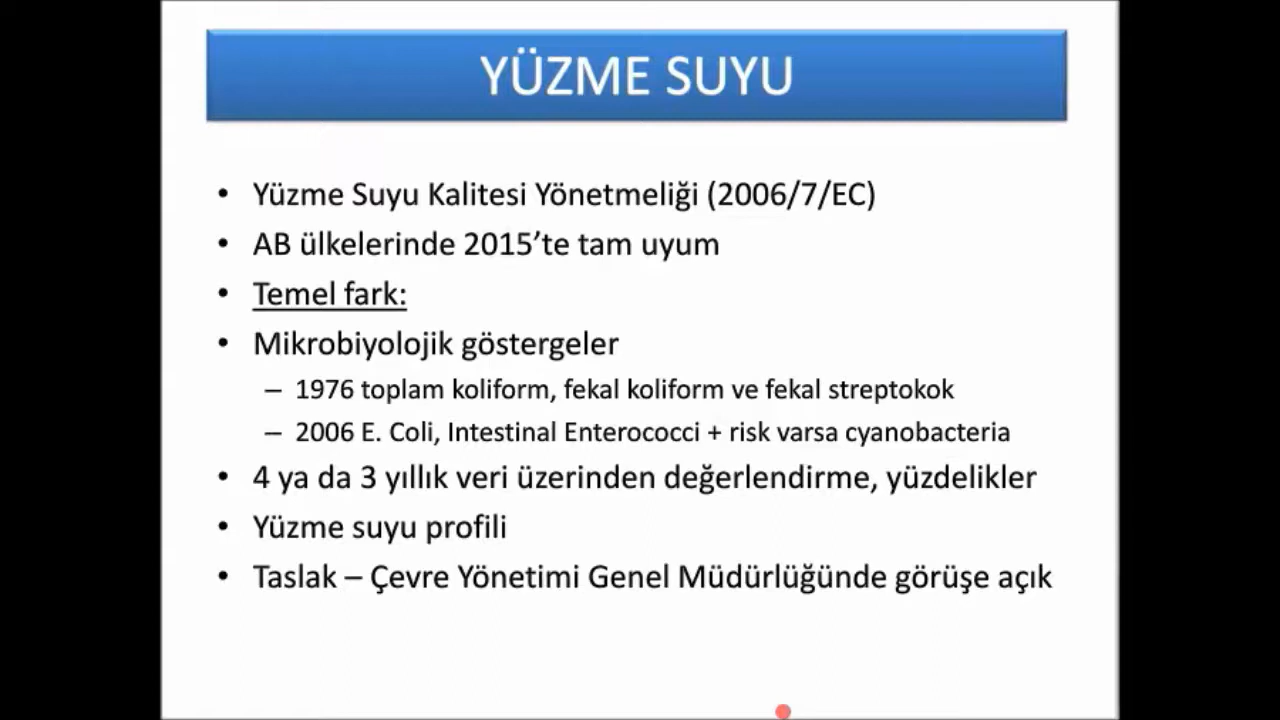 YÜZME SUYU
• Yüzme Suyu Kalitesi Yönetmeliği (2006/7/EC)
• AB ülkelerinde 2015’te tam uyum
• Temel fark:
• Mikrobiyolojik göstergeler
– 1976 toplam koliform, fekal koliform ve fekal streptokok
– 2006 E. Coli, Intestinal Enterococci + risk varsa cyanobacteria
• 4 ya da 3 yıllık veri üzerinden değerlendirme, yüzdelikler
• Yüzme suyu profili
• Taslak – Çevre Yönetimi Genel Müdürlüğünde görüşe açık